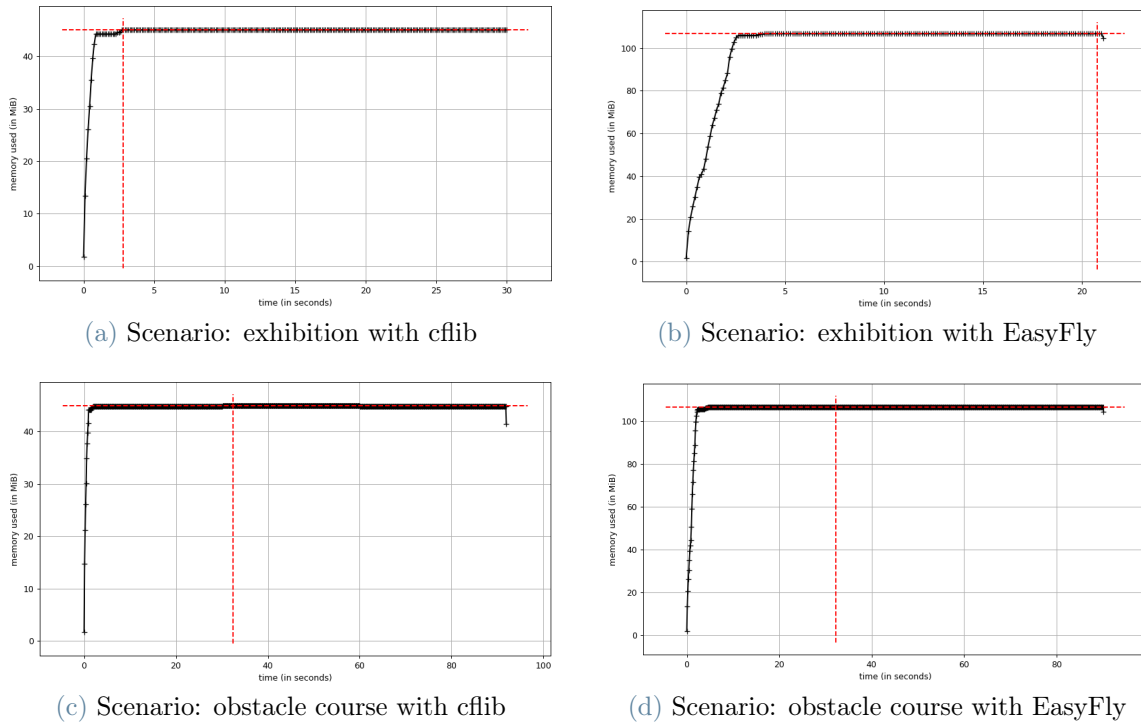 memory used (in MiB)
40
30
20
10
0
0 5 10 15 20 25 30
time (in seconds)
(a) Scenario: exhibition with cflib
memory used (in MiB)
100
80
60
40
20
0
0 5 10 15 20
time (in seconds)
(b) Scenario: exhibition with EasyFly
memory used (in MiB)
40
30
20
10
0
0 20 40 60 80 100
time (in seconds)
(c) Scenario: obstacle course with cflib
memory used (in MiB)
100
80
60
40
20
0
0 20 40 60 80
time (in seconds)
(d) Scenario: obstacle course with EasyFly